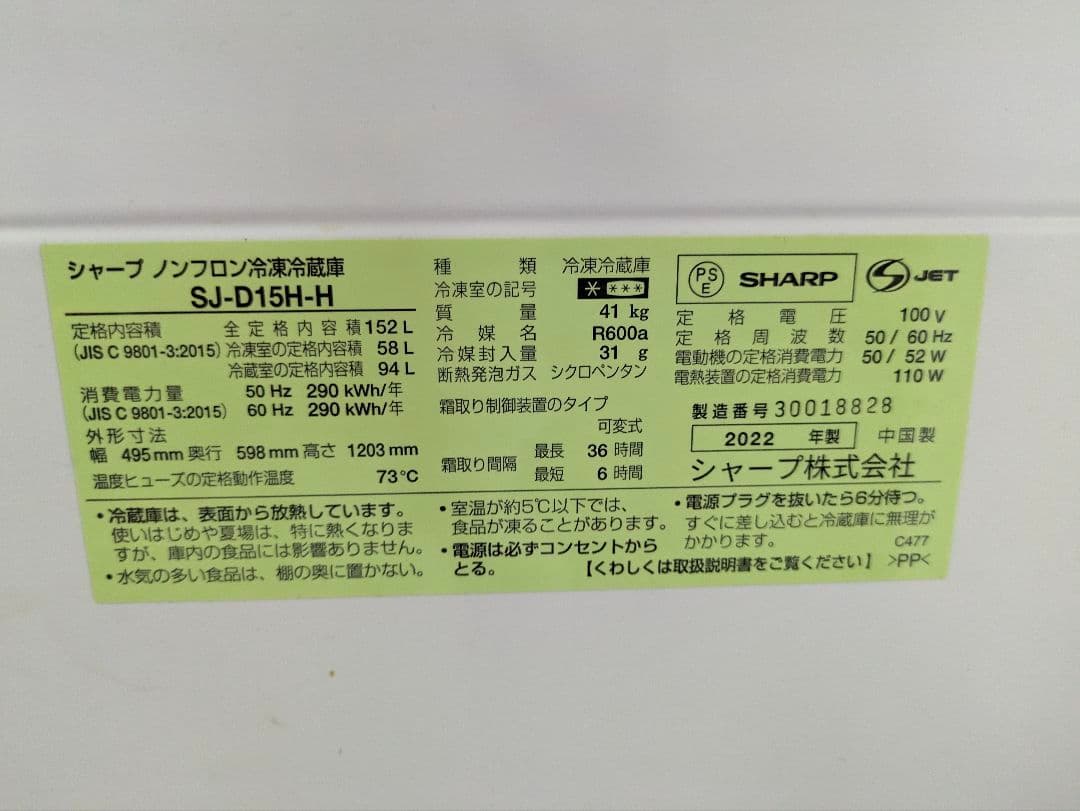 シャープ ノンフロン冷凍冷蔵庫
SJ-D15H-H
定格内容積 全定格内容積 152 L
(JIS C 9801-3:2015) 冷凍室の定格内容積 58 L
冷蔵室の定格内容積 94 L
消費電力量 50 Hz 290 kWh/年
(JIS C 9801-3:2015) 60 Hz 290 kWh/年
外形寸法
幅 495 mm 奥行 598 mm 高さ 1203 mm
温度ヒューズの定格動作温度 73℃
種類 冷凍冷蔵庫
冷凍室の記号 * ***
質量 41 kg
冷媒名 R600a
冷媒封入量 31 g
断熱発泡ガス シクロペンタン
霜取り制御装置のタイプ
可変式
霜取り間隔 最長 36 時間
最短 6 時間
PS
E
SHARP
JET
定格電圧 100 V
定格周波数 50 / 60 Hz
電動機の定格消費電力 50 / 52 W
電熱装置の定格消費電力 110 W
製造番号 30018828
2022 年製 中国製
シャープ株式会社
・冷蔵庫は、表面から放熱しています。
使いはじめや夏場は、特に熱くなりま
すが、庫内の食品には影響ありません。
・水気の多い食品は、棚の奥に置かない。
・室温が約5℃以下では、
食品が凍ることがあります。
・電源は必ずコンセントから
とる。
・電源プラグを抜いたら6分待つ。
すぐに差し込むと冷蔵庫に無理が
かかります。 C477
【くわしくは取扱説明書をご覧ください】 >PP<